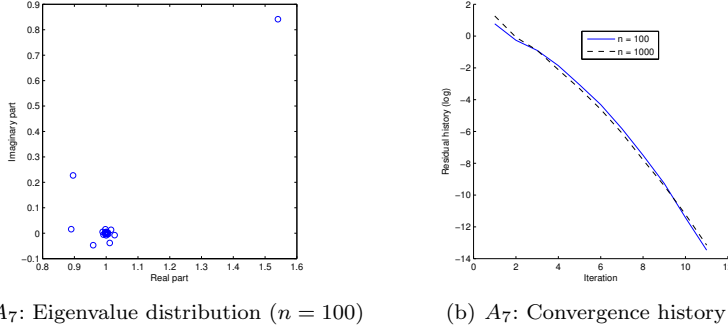 0.9
0.8
0.7
0.6
0.5
0.4
0.3
0.2
0.1
0
-0.1
Imaginary part
0.8 0.9 1 1.1 1.2 1.3 1.4 1.5 1.6
Real part
2
0
-2
-4
-6
-8
-10
-12
-14
Residual history (log)
n = 100
n = 1000
0 2 4 6 8 10 12
Iteration
A₇: Eigenvalue distribution (n = 100)
(b) A₇: Convergence history